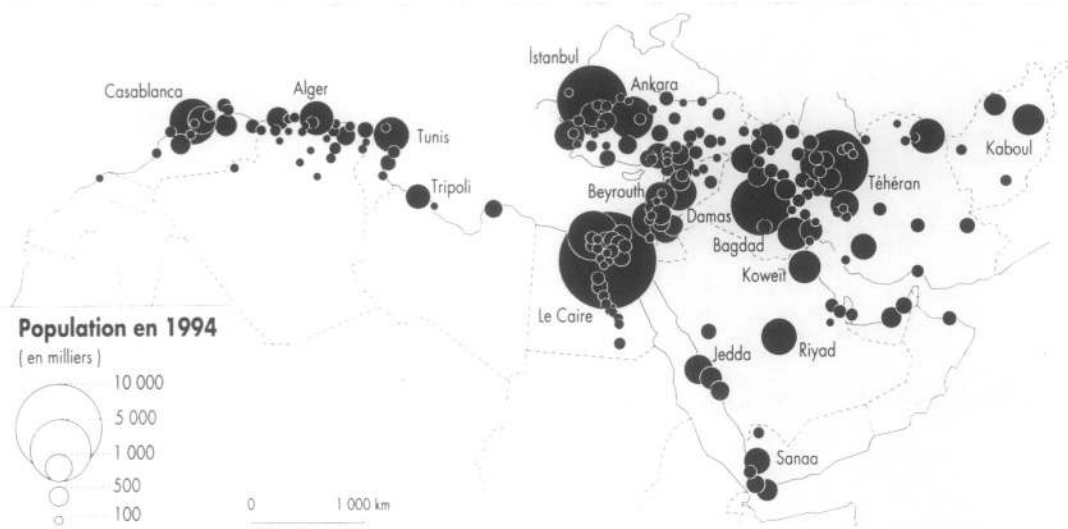 İstanbul
Ankara
Casablanca
Alger
Tunis
Kaboul
Téhéran
Tripoli
Beyrouth
Damas
Bagdad
Koweït
Le Caire
Jedda
Riyad
Sanaa
Population en 1994
( en milliers )
10 000
5 000
1 000
500
100
0 1 000 km